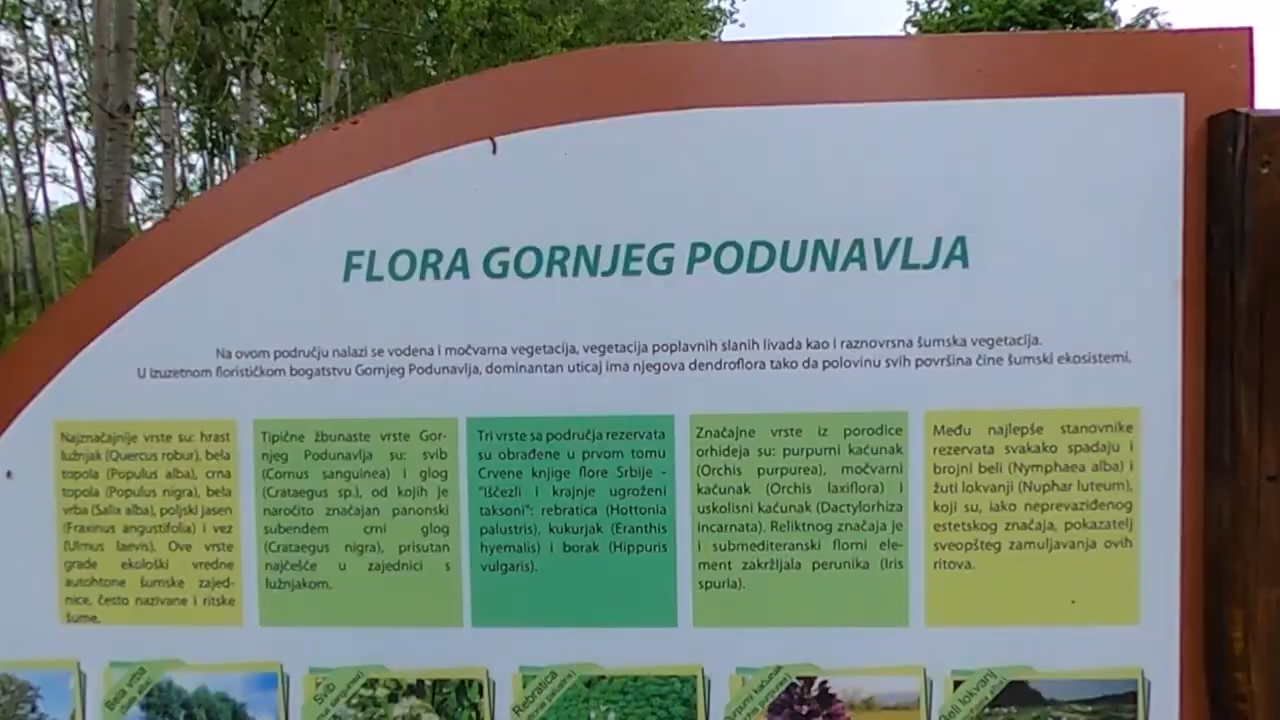 FLORA GORNJEG PODUNAVLJA
Na ovom području nalazi se vodena i močvarna vegetacija, vegetacija poplavnih slanih livada kao i raznovrsna šumska vegetacija.
U izuzetnom florističkom bogatstvu Gornjeg Podunavlja, dominantan uticaj ima njegova dendroflora tako da polovinu svih površina čine šumski ekosistemi.
Najznačajnije vrste su: hrast
lužnjak (Quercus robur), bela
topola (Populus alba), crna
topola (Populus nigra), bela
vrba (Salix alba), poljski jasen
(Fraxinus angustifolia) i vez
(Ulmus laevis). Ove vrste
grade ekološki vredne
autohtone šumske zajed-
nice, često nazivane i ritske
šume.
Tipične žbunaste vrste Gor-
njeg Podunavlja su: svib
(Cornus sanguinea) i glog
(Crataegus sp.), od kojih je
naročito značajan panonski
subendem crni glog
(Crataegus nigra), prisutan
najčešće u zajednici s
lužnjakom.
Tri vrste sa područja rezervata
su obrađene u prvom tomu
Crvene knjige flore Srbije -
"Iščezli i krajnje ugroženi
taksoni": rebratica (Hottonia
palustris), kukurjak (Eranthis
hyemalis) i borak (Hippuris
vulgaris).
Značajne vrste iz porodice
orhideja su: purpurni kaćunak
(Orchis purpurea), močvarni
kaćunak (Orchis laxiflora) i
uskolisni kaćunak (Dactylorhiza
incarnata). Reliktnog značaja je
i submediteranski florni ele-
ment zakržljala perunika (Iris
spuria).
Među najlepše stanovnike
rezervata svakako spadaju i
brojni beli (Nymphaea alba) i
žuti lokvanji (Nuphar luteum),
koji su, iako neprevaziđenog
estetskog značaja, pokazatelj
sveopšteg zamuljavanja ovih
ritova.
Bela vrba
Svib
Rebratica
Purpurni kaćunak
Beli lokvanj